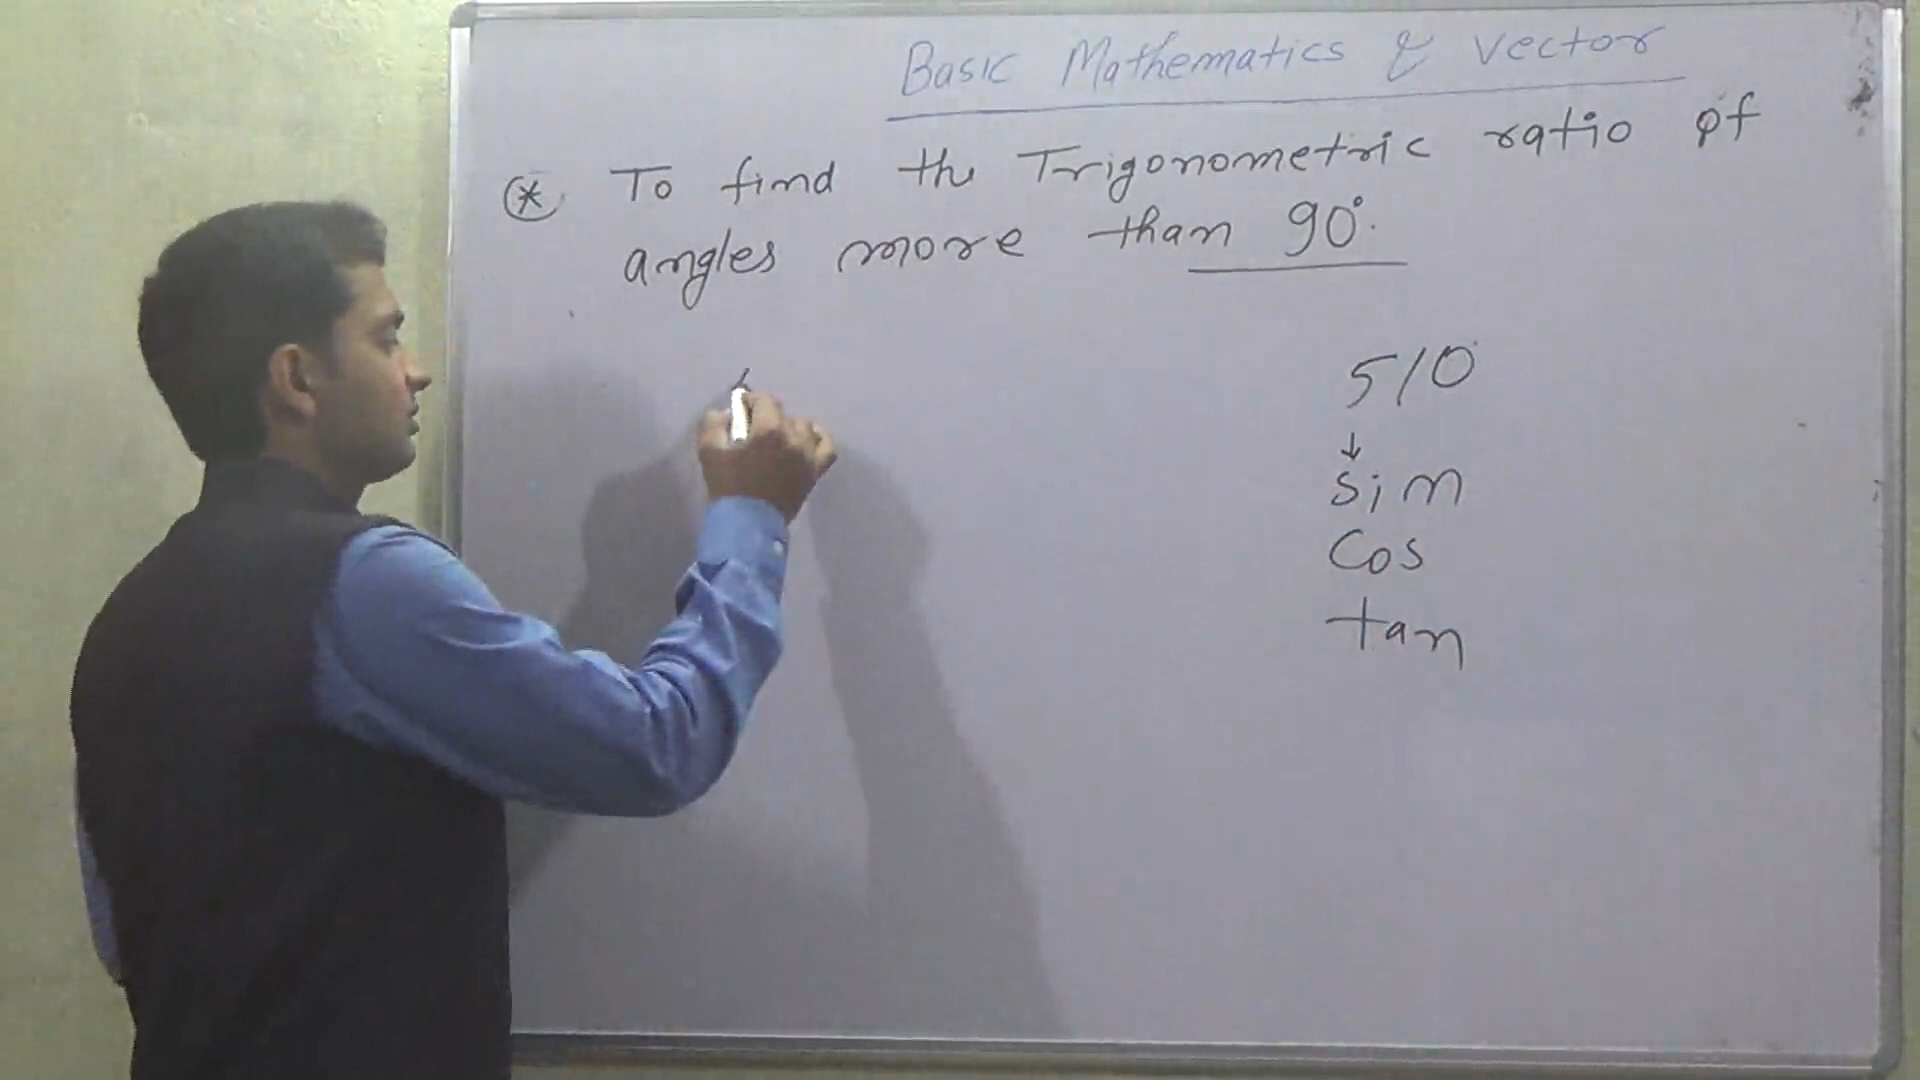 Basic Mathematics & Vector
* To find the Trigonometric ratio of
angles more than 90°.
510
↓
Sin
Cos
tan